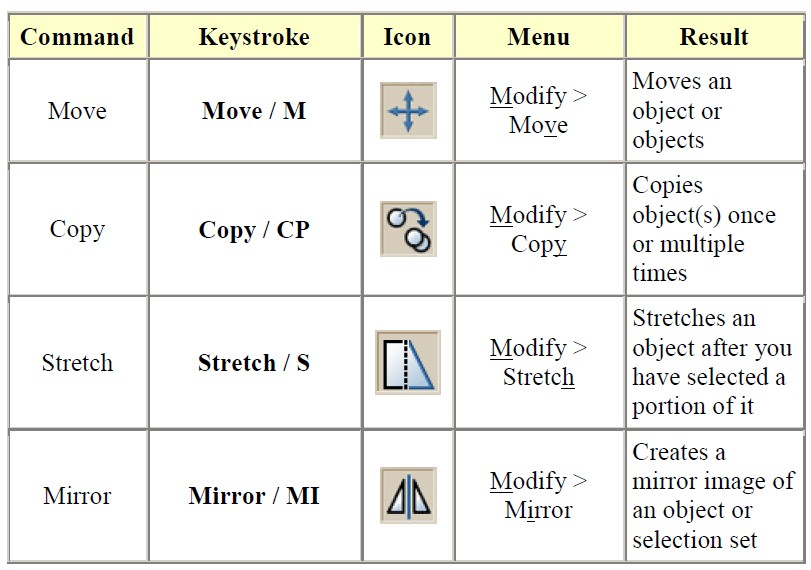 Command Keystroke Icon Menu Result
Move
Move / M
Modify >
Move
Moves an
object or
objects
Copy
Copy / CP
Modify >
Copy
Copies
object(s) once
or multiple
times
Stretch
Stretch / S
Modify >
Stretch
Stretches an
object after you
have selected a
portion of it
Mirror
Mirror / MI
Modify >
Mirror
Creates a
mirror image of
an object or
selection set